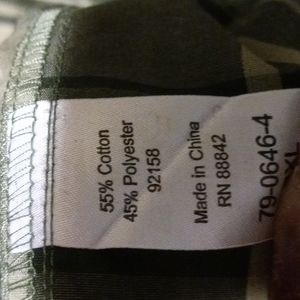 55% Cotton
45% Polyester
92158
Made in China
RN 88842
79-0646-4
XL